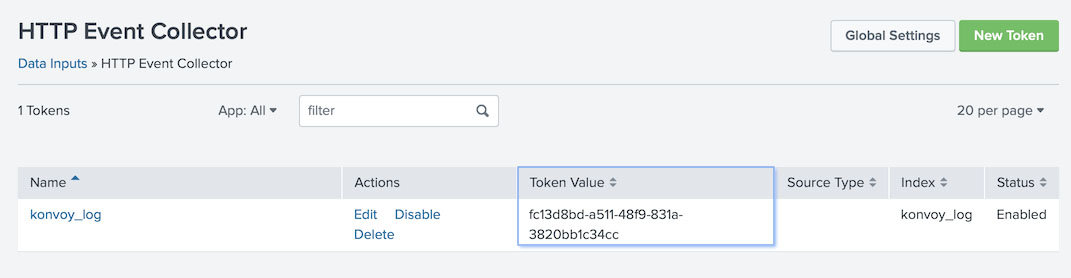 HTTP Event Collector
Global Settings
New Token
Data Inputs » HTTP Event Collector
1 Tokens
App: All
filter
20 per page
Name
Actions
Token Value
Source Type
Index
Status
konvoy_log
Edit Disable
Delete
fc13d8bd-a511-48f9-831a-
3820bb1c34cc
konvoy_log
Enabled